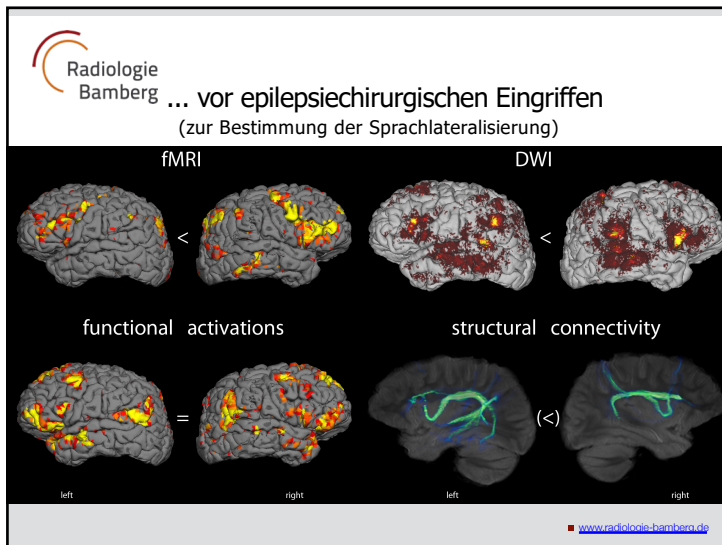 Radiologie
Bamberg
... vor epilepsiechirurgischen Eingriffen
(zur Bestimmung der Sprachlateralisierung)
fMRI
DWI
<
<
functional activations
structural connectivity
=
(<)
left
right
left
right
www.radiologie-bamberg.de